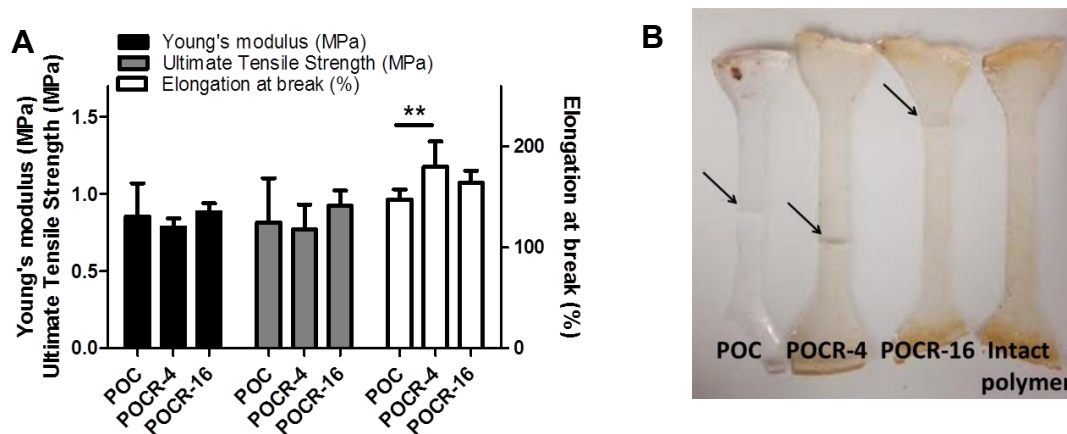 A
Young's modulus (MPa)
Ultimate Tensile Strength (MPa)
Elongation at break (%)
Young's modulus (MPa)
Ultimate Tensile Strength (MPa)
1.5
1.0
0.5
0.0
**
200
100
0
Elongation at break
(%)
POC
POCR-4
POCR-16
POC
POCR-4
POCR-16
POC
POCR-4
POCR-16
B
POC
POCR-4
POCR-16
Intact
polymer